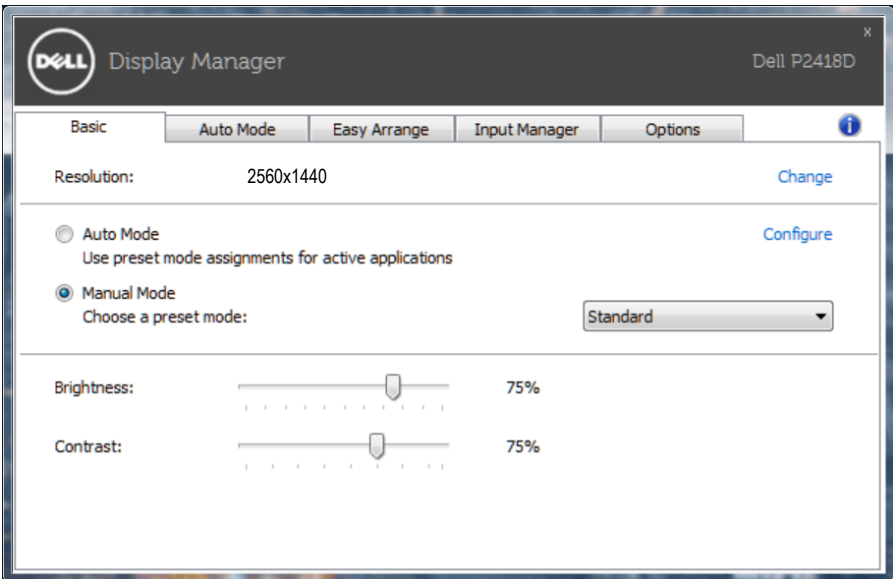 DELL Display Manager
x
Dell P2418D
Basic Auto Mode Easy Arrange Input Manager Options i
Resolution: 2560x1440 Change
Auto Mode Configure
Use preset mode assignments for active applications
Manual Mode
Choose a preset mode: Standard
Brightness: 75%
Contrast: 75%